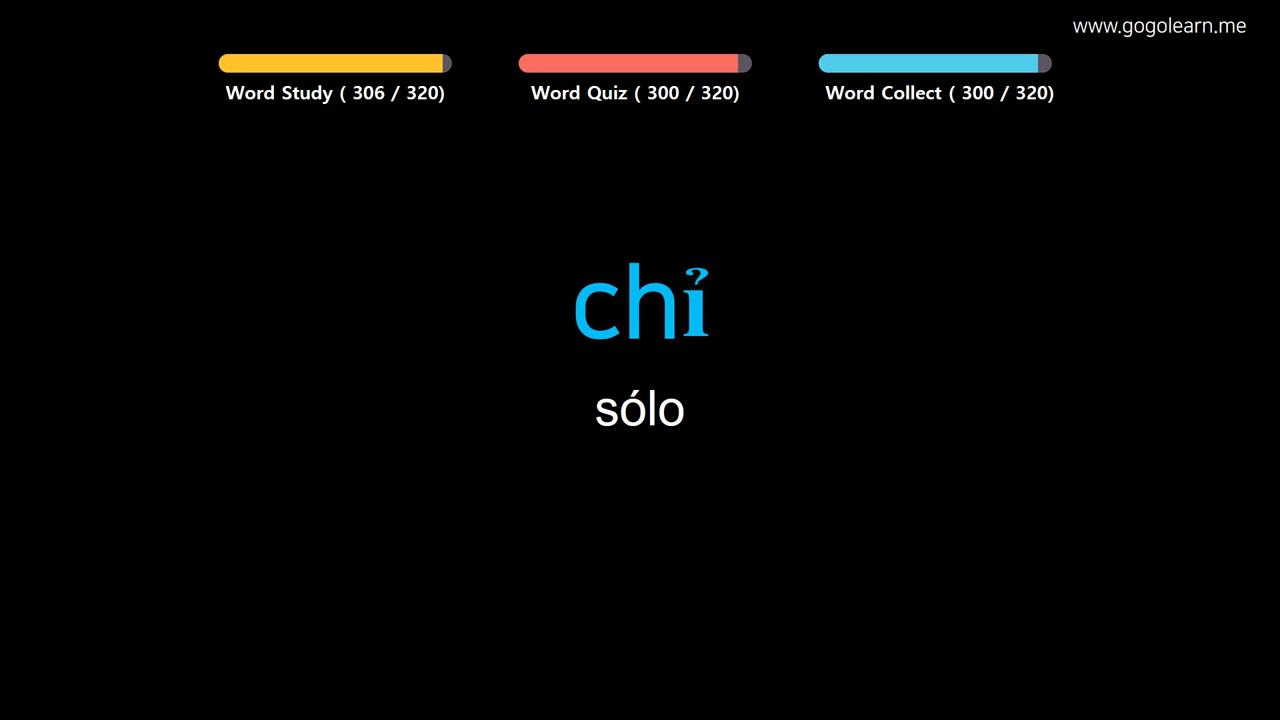 www.gogolearn.me
Word Study ( 306 / 320)
Word Quiz ( 300 / 320)
Word Collect ( 300 / 320)
chỉ
sólo